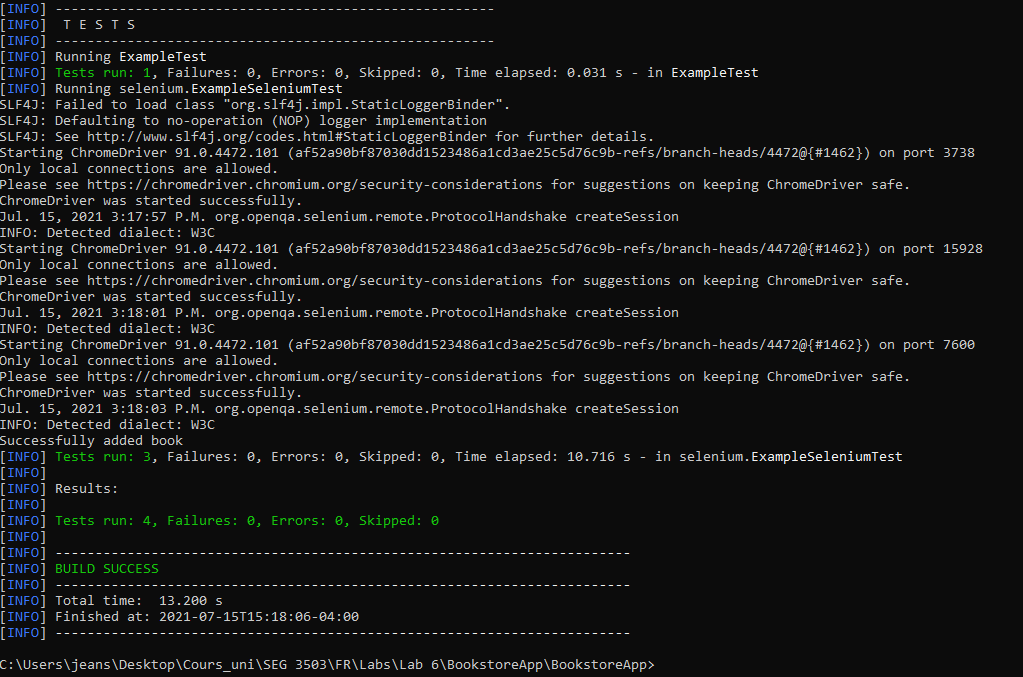 [INFO] -------------------------------------------------------
[INFO]  T E S T S
[INFO] -------------------------------------------------------
[INFO] Running ExampleTest
[INFO] Tests run: 1, Failures: 0, Errors: 0, Skipped: 0, Time elapsed: 0.031 s - in ExampleTest
[INFO] Running selenium.ExampleSeleniumTest
SLF4J: Failed to load class "org.slf4j.impl.StaticLoggerBinder".
SLF4J: Defaulting to no-operation (NOP) logger implementation
SLF4J: See http://www.slf4j.org/codes.html#StaticLoggerBinder for further details.
Starting ChromeDriver 91.0.4472.101 (af52a90bf87030dd1523486a1cd3ae25c5d76c9b-refs/branch-heads/4472@{#1462}) on port 3738
Only local connections are allowed.
Please see https://chromedriver.chromium.org/security-considerations for suggestions on keeping ChromeDriver safe.
ChromeDriver was started successfully.
Jul. 15, 2021 3:17:57 P.M. org.openqa.selenium.remote.ProtocolHandshake createSession
INFO: Detected dialect: W3C
Starting ChromeDriver 91.0.4472.101 (af52a90bf87030dd1523486a1cd3ae25c5d76c9b-refs/branch-heads/4472@{#1462}) on port 15928
Only local connections are allowed.
Please see https://chromedriver.chromium.org/security-considerations for suggestions on keeping ChromeDriver safe.
ChromeDriver was started successfully.
Jul. 15, 2021 3:18:01 P.M. org.openqa.selenium.remote.ProtocolHandshake createSession
INFO: Detected dialect: W3C
Starting ChromeDriver 91.0.4472.101 (af52a90bf87030dd1523486a1cd3ae25c5d76c9b-refs/branch-heads/4472@{#1462}) on port 7600
Only local connections are allowed.
Please see https://chromedriver.chromium.org/security-considerations for suggestions on keeping ChromeDriver safe.
ChromeDriver was started successfully.
Jul. 15, 2021 3:18:03 P.M. org.openqa.selenium.remote.ProtocolHandshake createSession
INFO: Detected dialect: W3C
Successfully added book
[INFO] Tests run: 3, Failures: 0, Errors: 0, Skipped: 0, Time elapsed: 10.716 s - in selenium.ExampleSeleniumTest
[INFO]
[INFO] Results:
[INFO]
[INFO] Tests run: 4, Failures: 0, Errors: 0, Skipped: 0
[INFO]
[INFO] ------------------------------------------------------------------------
[INFO] BUILD SUCCESS
[INFO] ------------------------------------------------------------------------
[INFO] Total time:  13.200 s
[INFO] Finished at: 2021-07-15T15:18:06-04:00
[INFO] ------------------------------------------------------------------------
C:\Users\jeans\Desktop\Cours_uni\SEG 3503\FR\Labs\Lab 6\BookstoreApp\BookstoreApp>